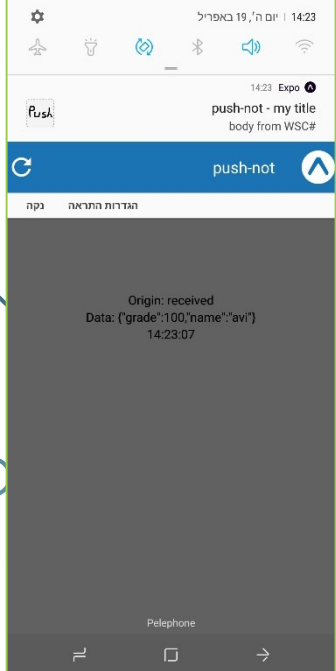 14:23 | יום ה', 19 באפריל
14:23 Expo
push-not - my title
body from WSC#
Push
push-not
הגדרות התראה
נקה
Origin: received
Data: {"grade":100,"name":"avi"}
14:23:07
Pelephone